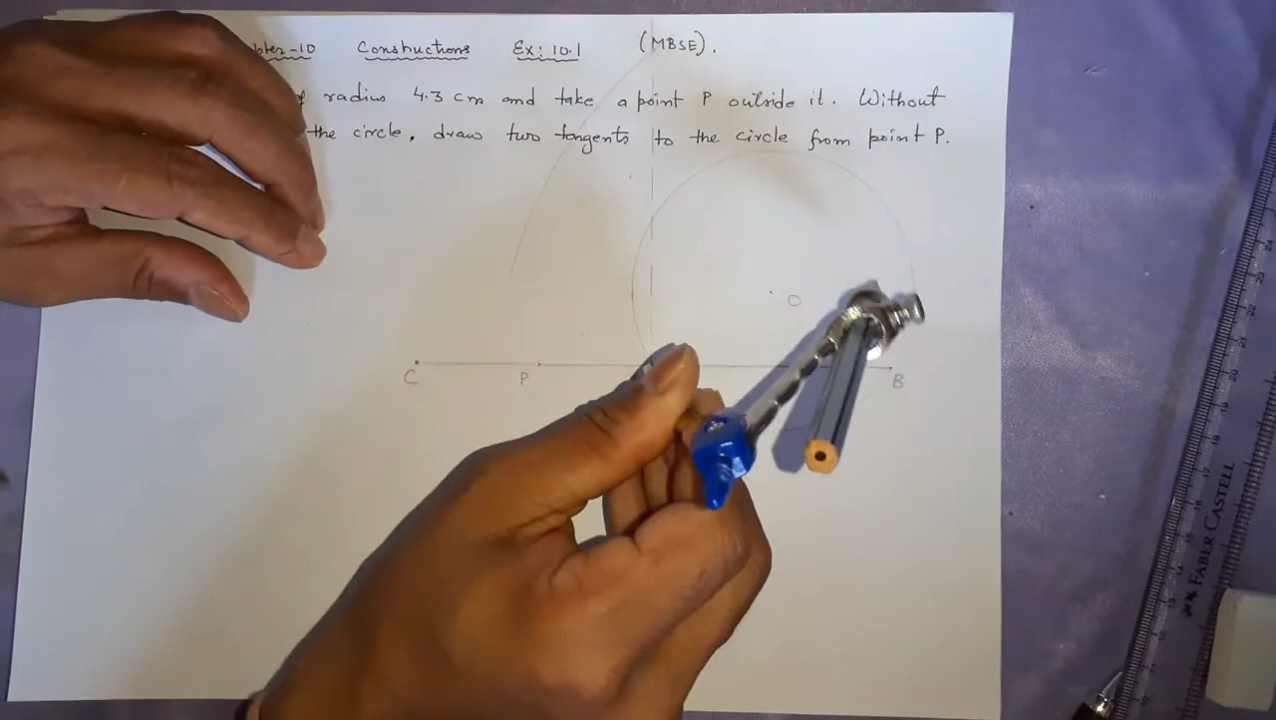 -10 Constructions Ex: 10.1 (MBSE).
radius 4.3 cm and take a point P outside it. Without
the circle, draw two tangents to the circle from point P.
O
C P B
FABER CASTELL